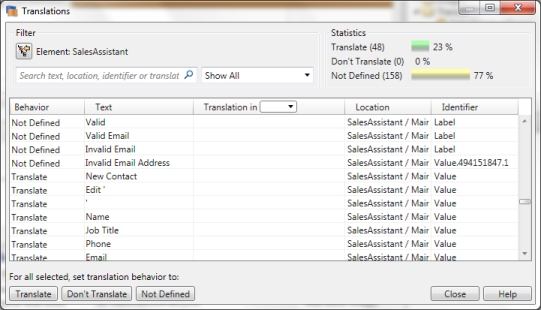 Translations
Filter
Element: SalesAssistant
Search text, location, identifier or translat
Show All
Statistics
Translate (48) 23 %
Don't Translate (0) 0 %
Not Defined (158) 77 %
Behavior Text Translation in Location Identifier
Not Defined Valid SalesAssistant / Mair Label
Not Defined Valid Email SalesAssistant / Mair Label
Not Defined Invalid Email SalesAssistant / Mair Label
Not Defined Invalid Email Address SalesAssistant / Mair Value.494151847.1
Translate New Contact SalesAssistant / Mair Value
Translate Edit ' SalesAssistant / Mair Value
Translate ' SalesAssistant / Mair Value
Translate Name SalesAssistant / Mair Value
Translate Job Title SalesAssistant / Mair Value
Translate Phone SalesAssistant / Mair Value
Translate Email SalesAssistant / Mair Value
For all selected, set translation behavior to:
Translate Don't Translate Not Defined Close Help